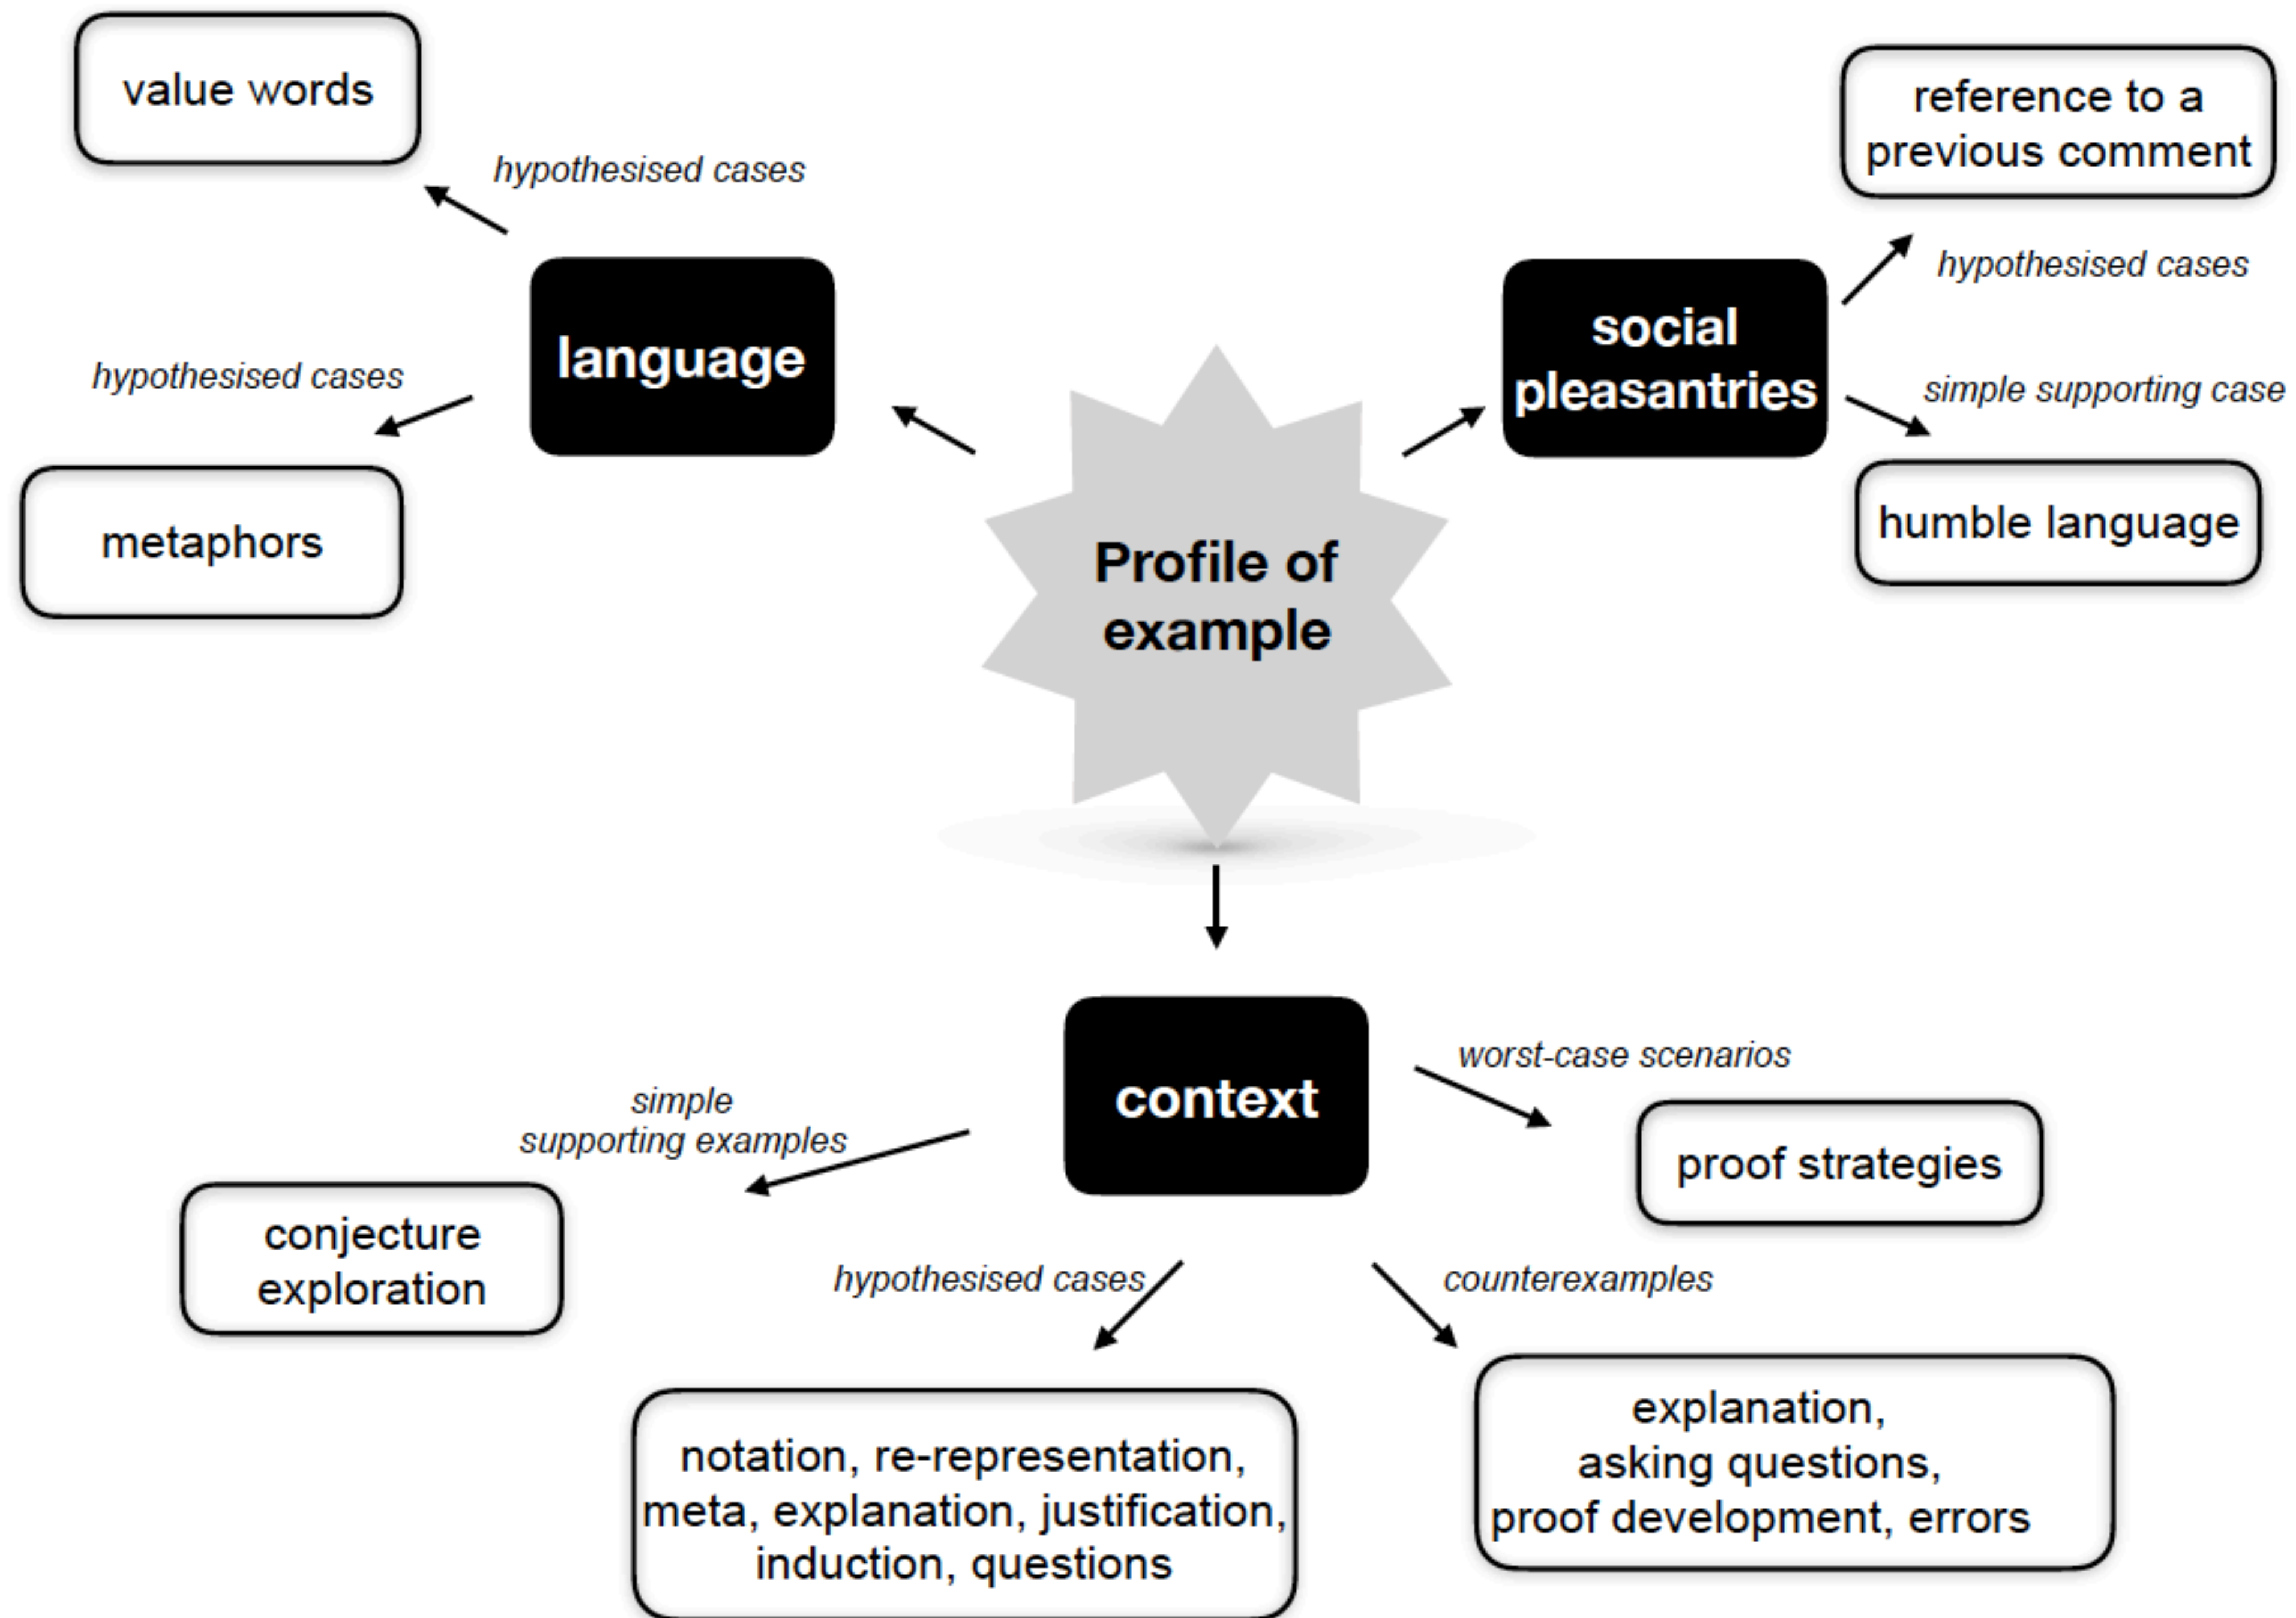 value words
hypothesised cases
language
hypothesised cases
metaphors
reference to a
previous comment
hypothesised cases
social
pleasantries
simple supporting case
humble language
Profile of
example
context
worst-case scenarios
proof strategies
simple
supporting examples
conjecture
exploration
hypothesised cases
notation, re-representation,
meta, explanation, justification,
induction, questions
counterexamples
explanation,
asking questions,
proof development, errors